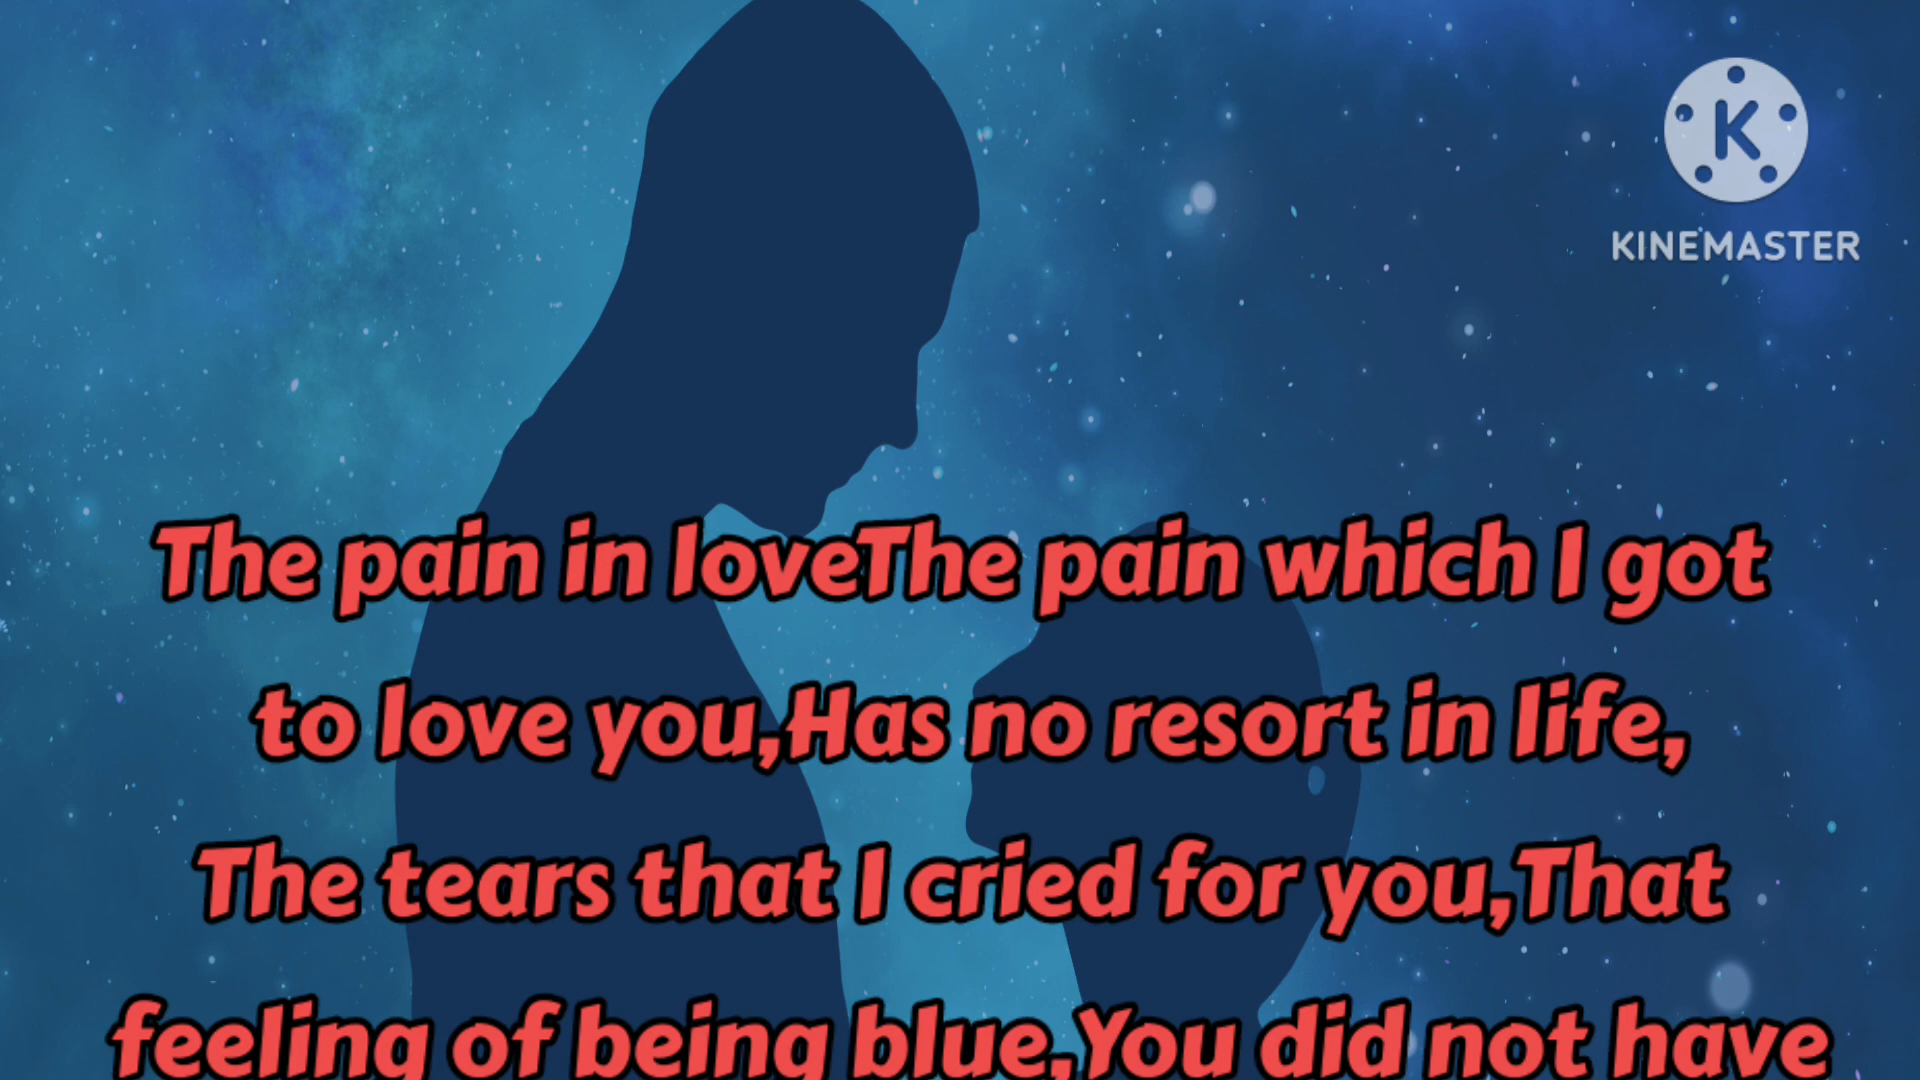 K
KINEMASTER
The pain in loveThe pain which I got
to love you,Has no resort in life,
The tears that I cried for you,That
feeling of being blue,You did not have